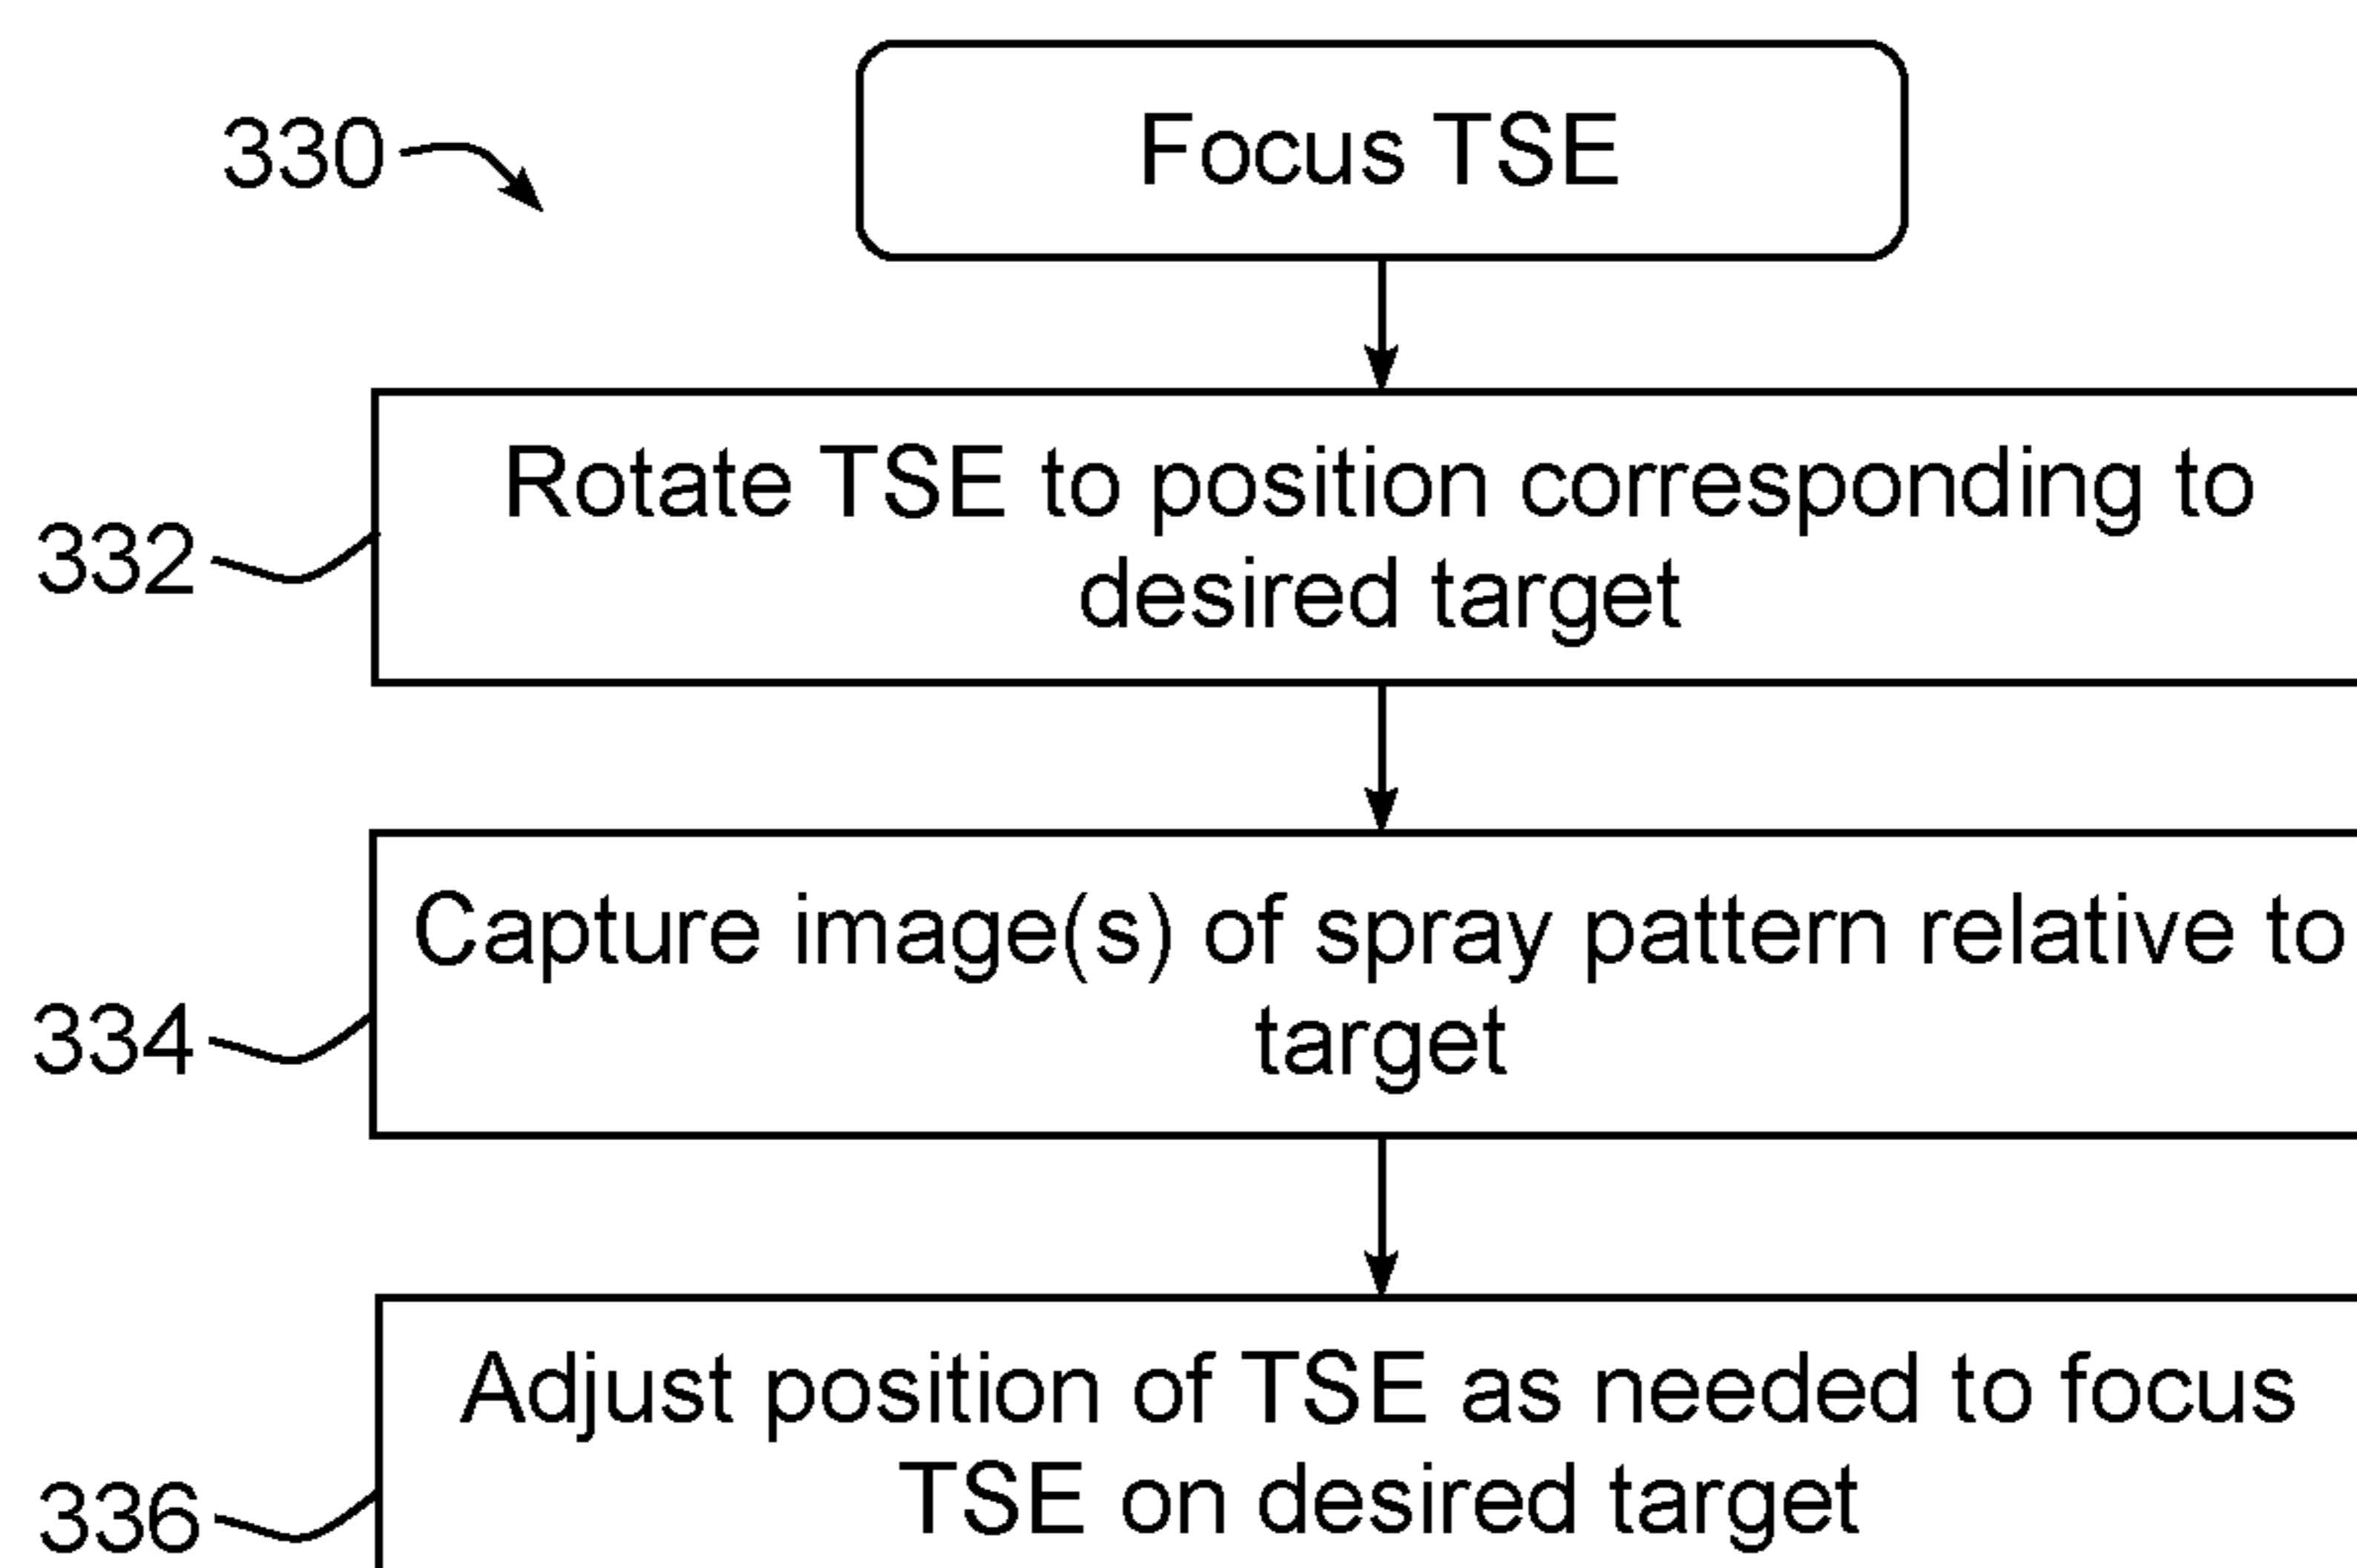 330
Focus TSE
Rotate TSE to position corresponding to
desired target
332
Capture image(s) of spray pattern relative to
target
334
Adjust position of TSE as needed to focus
TSE on desired target
336